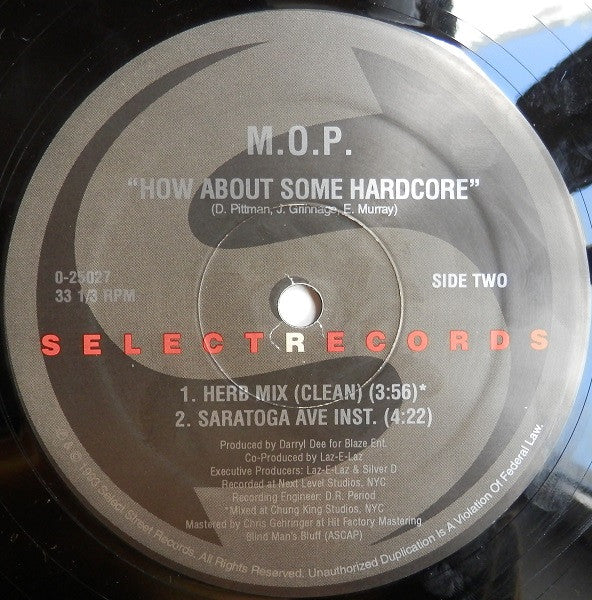 M.O.P.
"HOW ABOUT SOME HARDCORE"
(D. Pittman, J. Grinnage, E. Murray)
0-25027
33 1/3 RPM
SIDE TWO
SELECTRECORDS
1. HERB MIX (CLEAN) (3:56)*
2. SARATOGA AVE INST. (4:22)
Produced by Darryl Dee for Blaze Ent.
Co-Produced by Laz-E-Laz
Executive Producers: Laz-E-Laz & Silver D
Recorded at Next Level Studios, NYC
Recording Engineer: D.R. Period
*Mixed at Chung King Studios, NYC
Mastered by Chris Gehringer at Hit Factory Mastering
Blind Man's Bluff (ASCAP)
℗ & © 1993 Select Street Records. All Rights Reserved. Unauthorized Duplication is A Violation Of Federal Law.